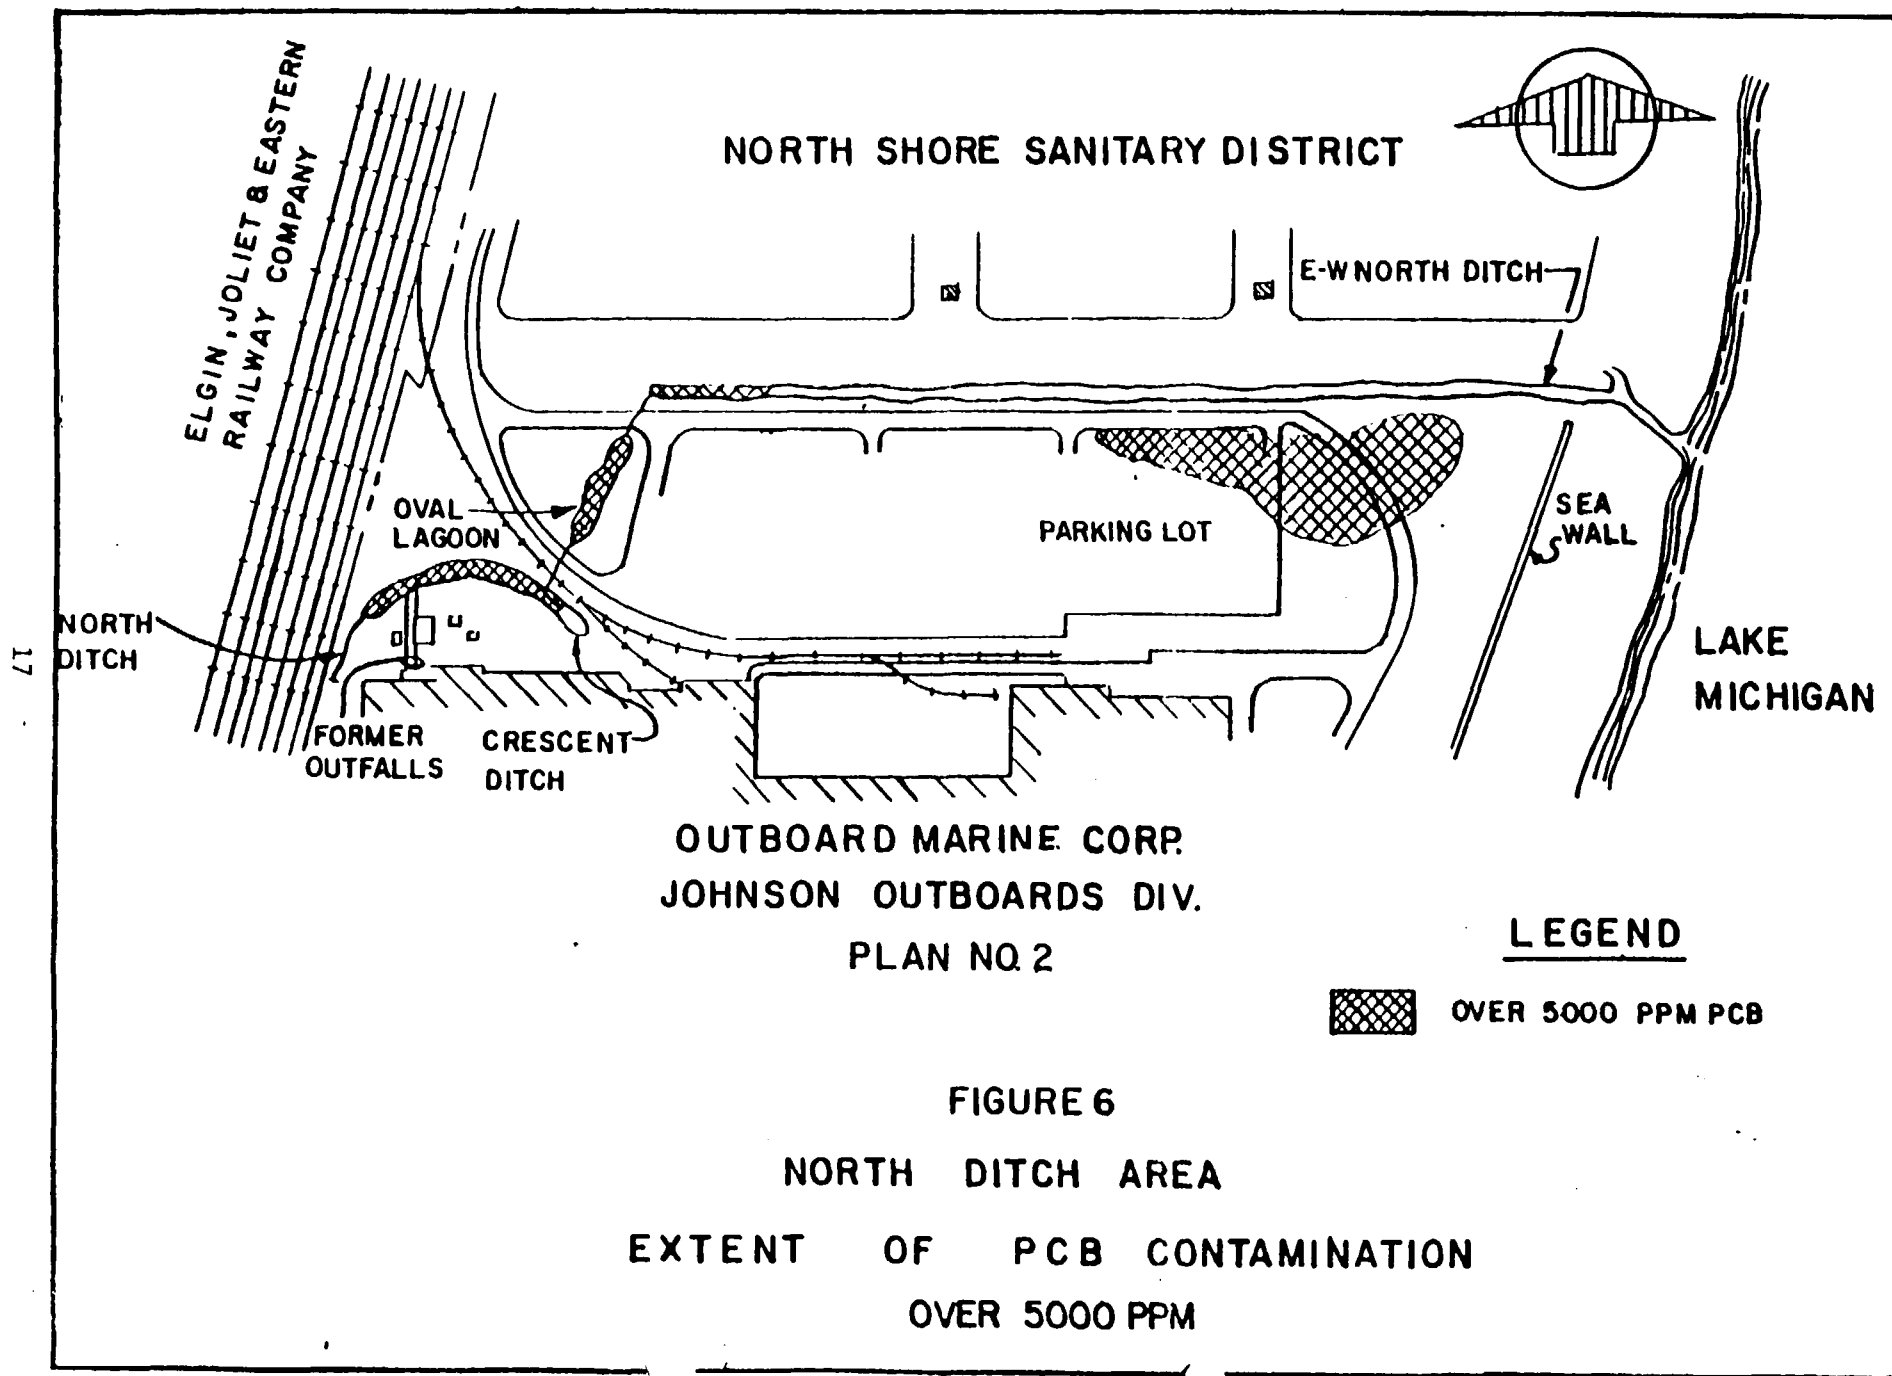 ELGIN, JOLIET & EASTERN
RAILWAY COMPANY
NORTH SHORE SANITARY DISTRICT
E-W NORTH DITCH
OVAL
LAGOON
PARKING LOT
SEA
WALL
NORTH
DITCH
LAKE
MICHIGAN
FORMER
OUTFALLS
CRESCENT
DITCH
17
OUTBOARD MARINE CORP.
JOHNSON OUTBOARDS DIV.
PLAN NO. 2
LEGEND
OVER 5000 PPM PCB
FIGURE 6
NORTH DITCH AREA
EXTENT OF PCB CONTAMINATION
OVER 5000 PPM